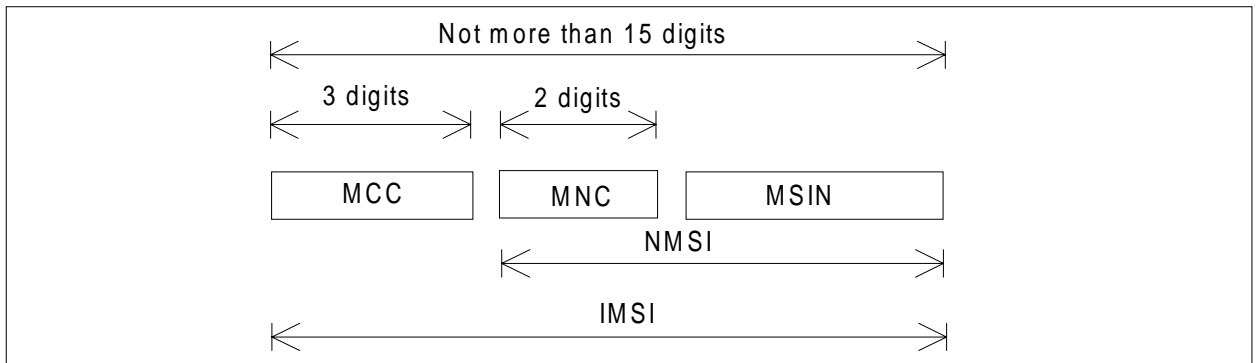 Not more than 15 digits
3 digits 2 digits
MCC MNC MSIN
NMSI
IMSI